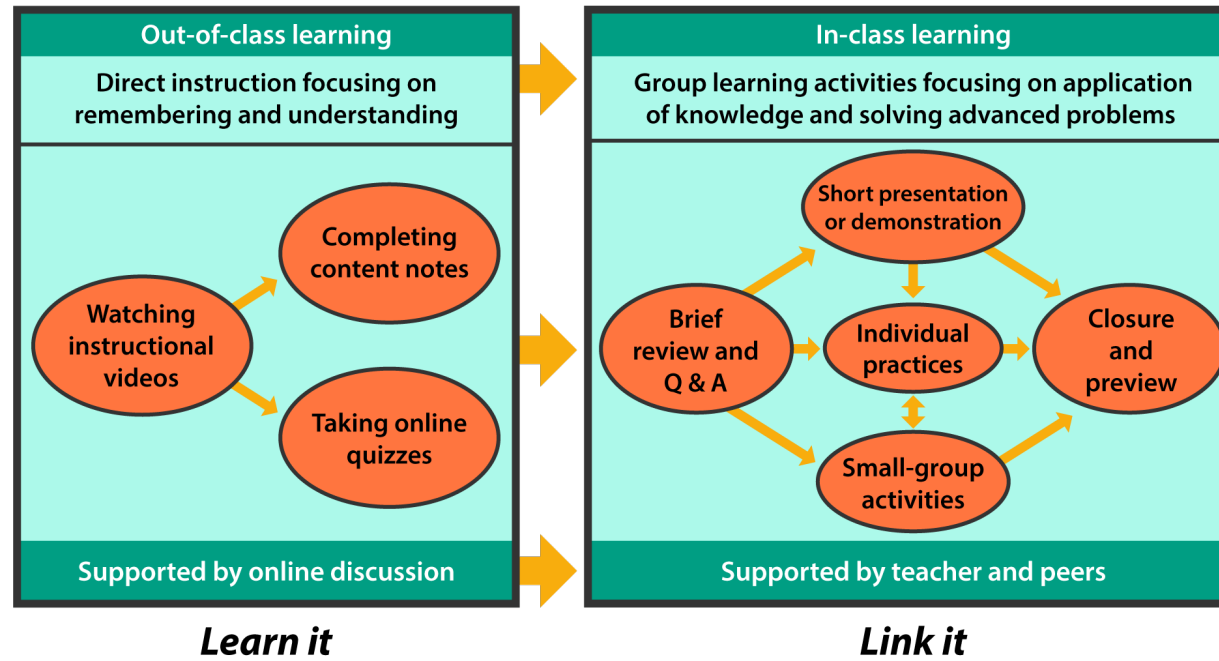 Out-of-class learning
Direct instruction focusing on
remembering and understanding
Watching
instructional
videos
Completing
content notes
Taking online
quizzes
Supported by online discussion
Learn it
In-class learning
Group learning activities focusing on application
of knowledge and solving advanced problems
Short presentation
or demonstration
Brief
review and
Q & A
Individual
practices
Closure
and
preview
Small-group
activities
Supported by teacher and peers
Link it